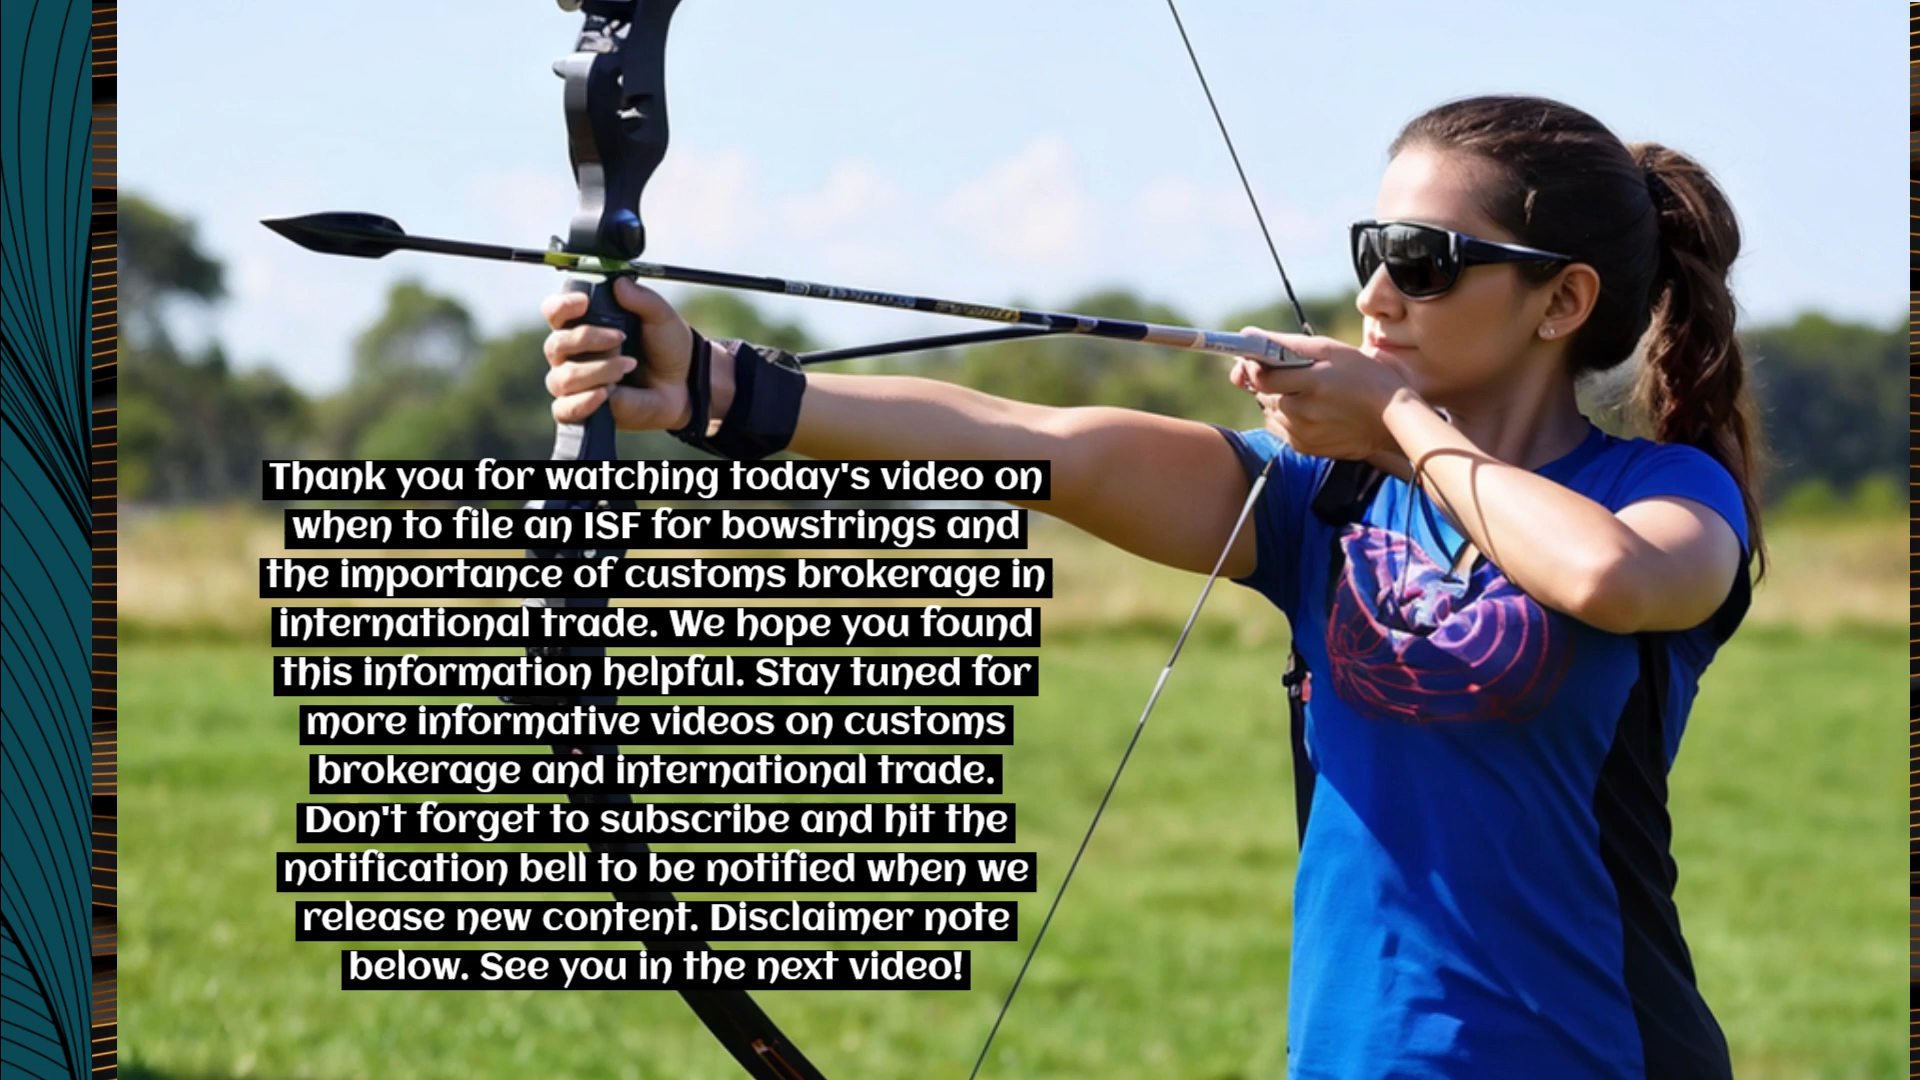 Thank you for watching today's video on
when to file an ISF for bowstrings and
the importance of customs brokerage in
international trade. We hope you found
this information helpful. Stay tuned for
more informative videos on customs
brokerage and international trade.
Don't forget to subscribe and hit the
notification bell to be notified when we
release new content. Disclaimer note
below. See you in the next video!